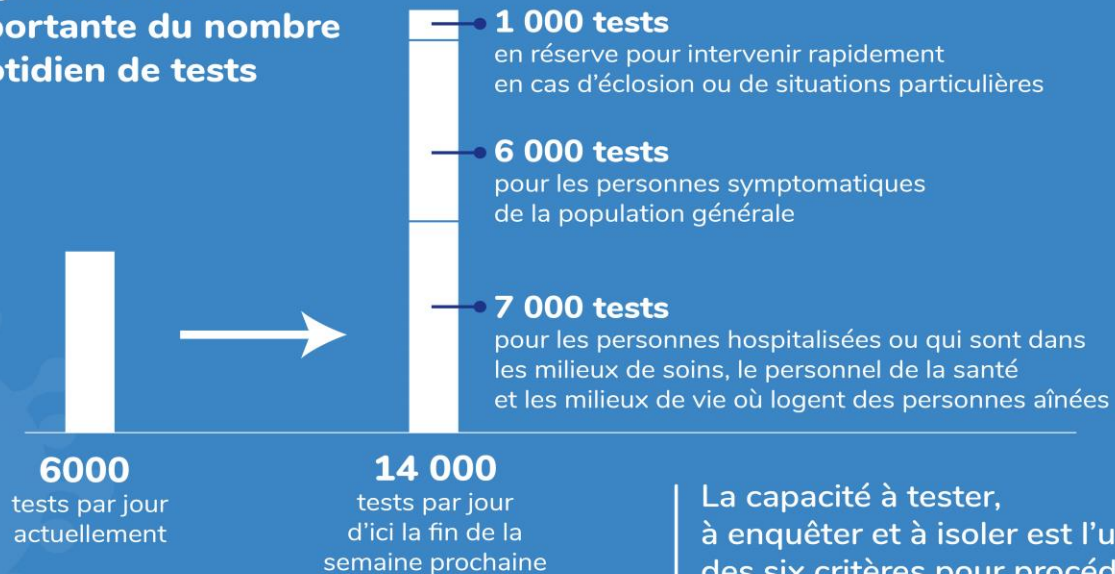 du nombre
de tests
1 000 tests
en réserve pour intervenir rapidement
en cas d'éclosion ou de situations particulières
6 000 tests
pour les personnes symptomatiques
de la population générale
7 000 tests
pour les personnes hospitalisées ou qui sont dans
les milieux de soins, le personnel de la santé
et les milieux de vie où logent des personnes aînées
6000
tests par jour
actuellement
14 000
tests par jour
d'ici la fin de la
semaine prochaine
La capacité à tester,
à enquêter et à isoler est
des six critères pour